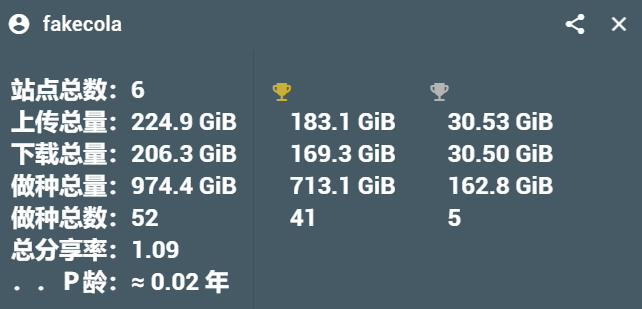 fakecola
站点总数：6
上传总量：224.9 GiB 183.1 GiB 30.53 GiB
下载总量：206.3 GiB 169.3 GiB 30.50 GiB
做种总量：974.4 GiB 713.1 GiB 162.8 GiB
做种总数：52 41 5
总分享率：1.09
．．P龄：≈ 0.02 年